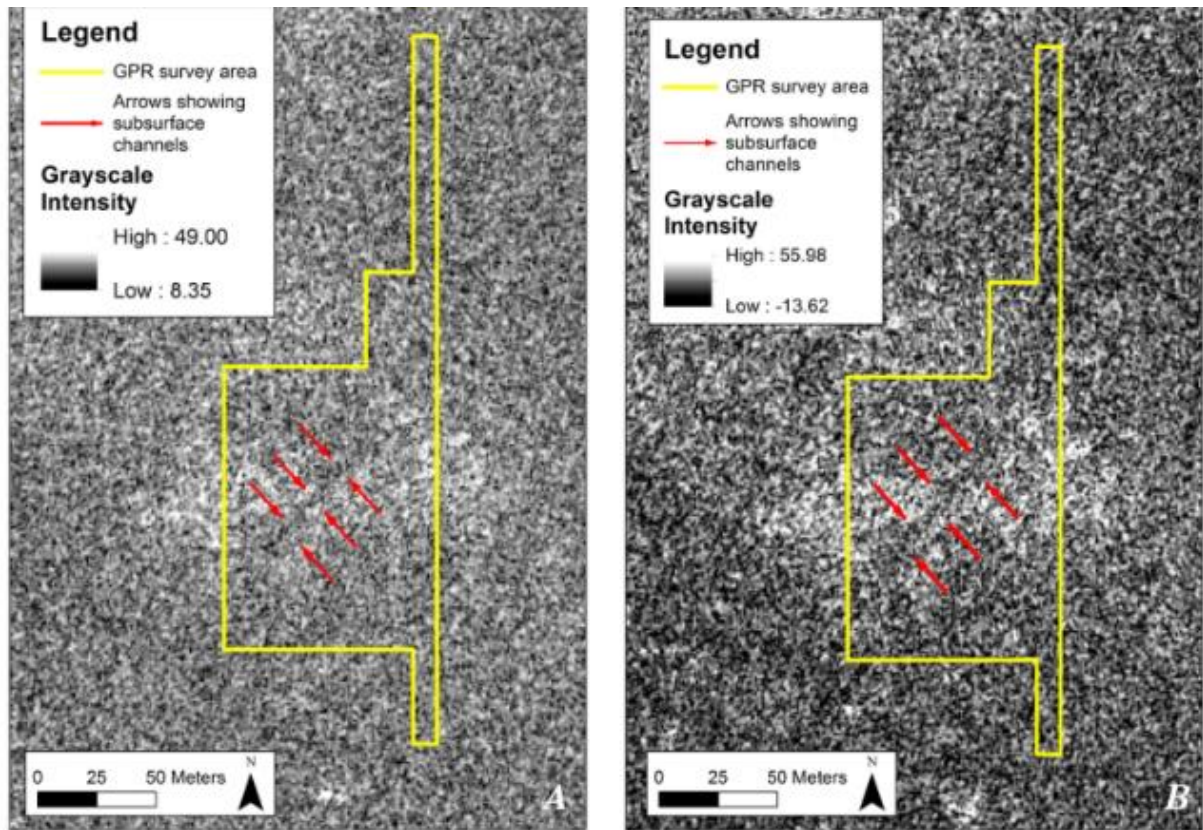 Legend
GPR survey area
Arrows showing
subsurface
channels
Grayscale
Intensity
High : 49.00
Low : 8.35
0 25 50 Meters
N
A
Legend
GPR survey area
Arrows showing
subsurface
channels
Grayscale
Intensity
High : 55.98
Low : -13.62
0 25 50 Meters
N
B